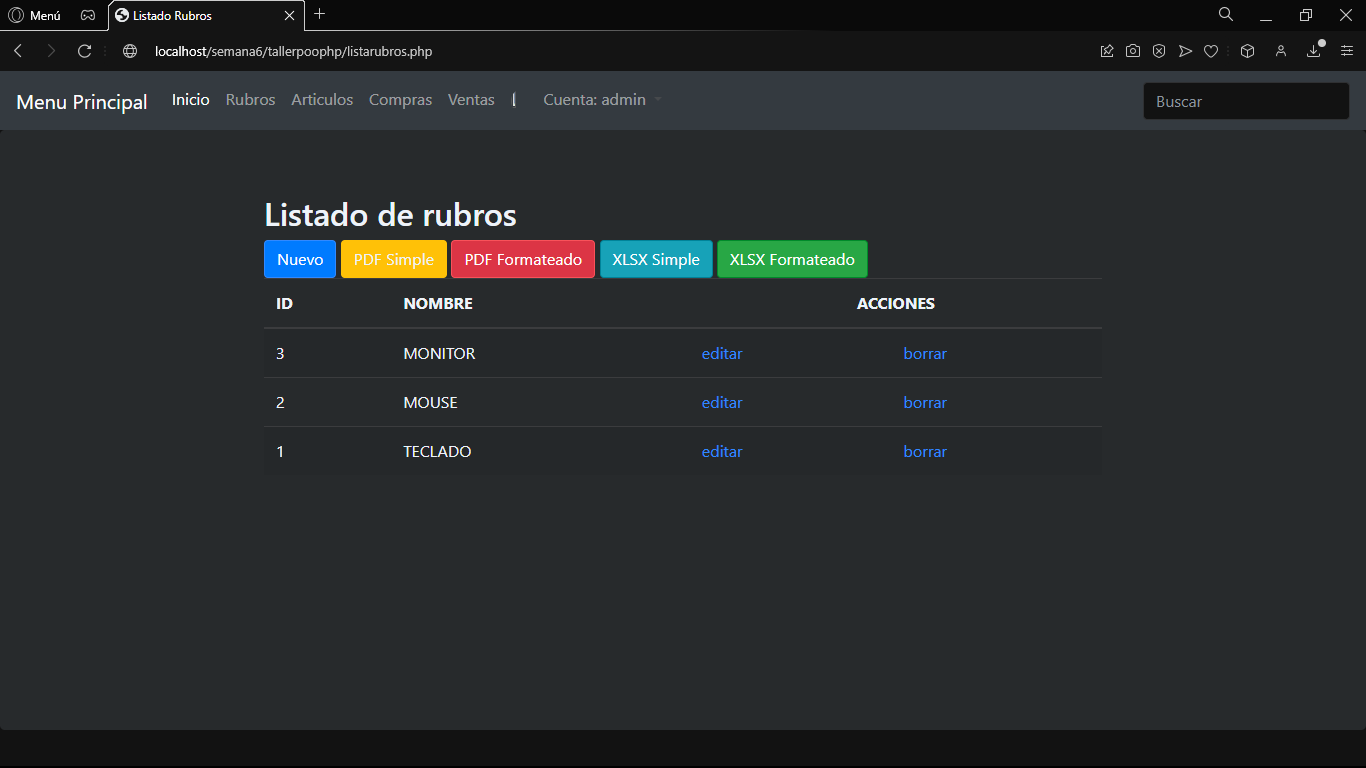 Menú
Listado Rubros
localhost/semana6/tallerpoophp/listarubros.php
Menu Principal Inicio Rubros Articulos Compras Ventas Cuenta: admin Buscar
Listado de rubros
Nuevo PDF Simple PDF Formateado XLSX Simple XLSX Formateado
ID NOMBRE ACCIONES
3 MONITOR editar borrar
2 MOUSE editar borrar
1 TECLADO editar borrar